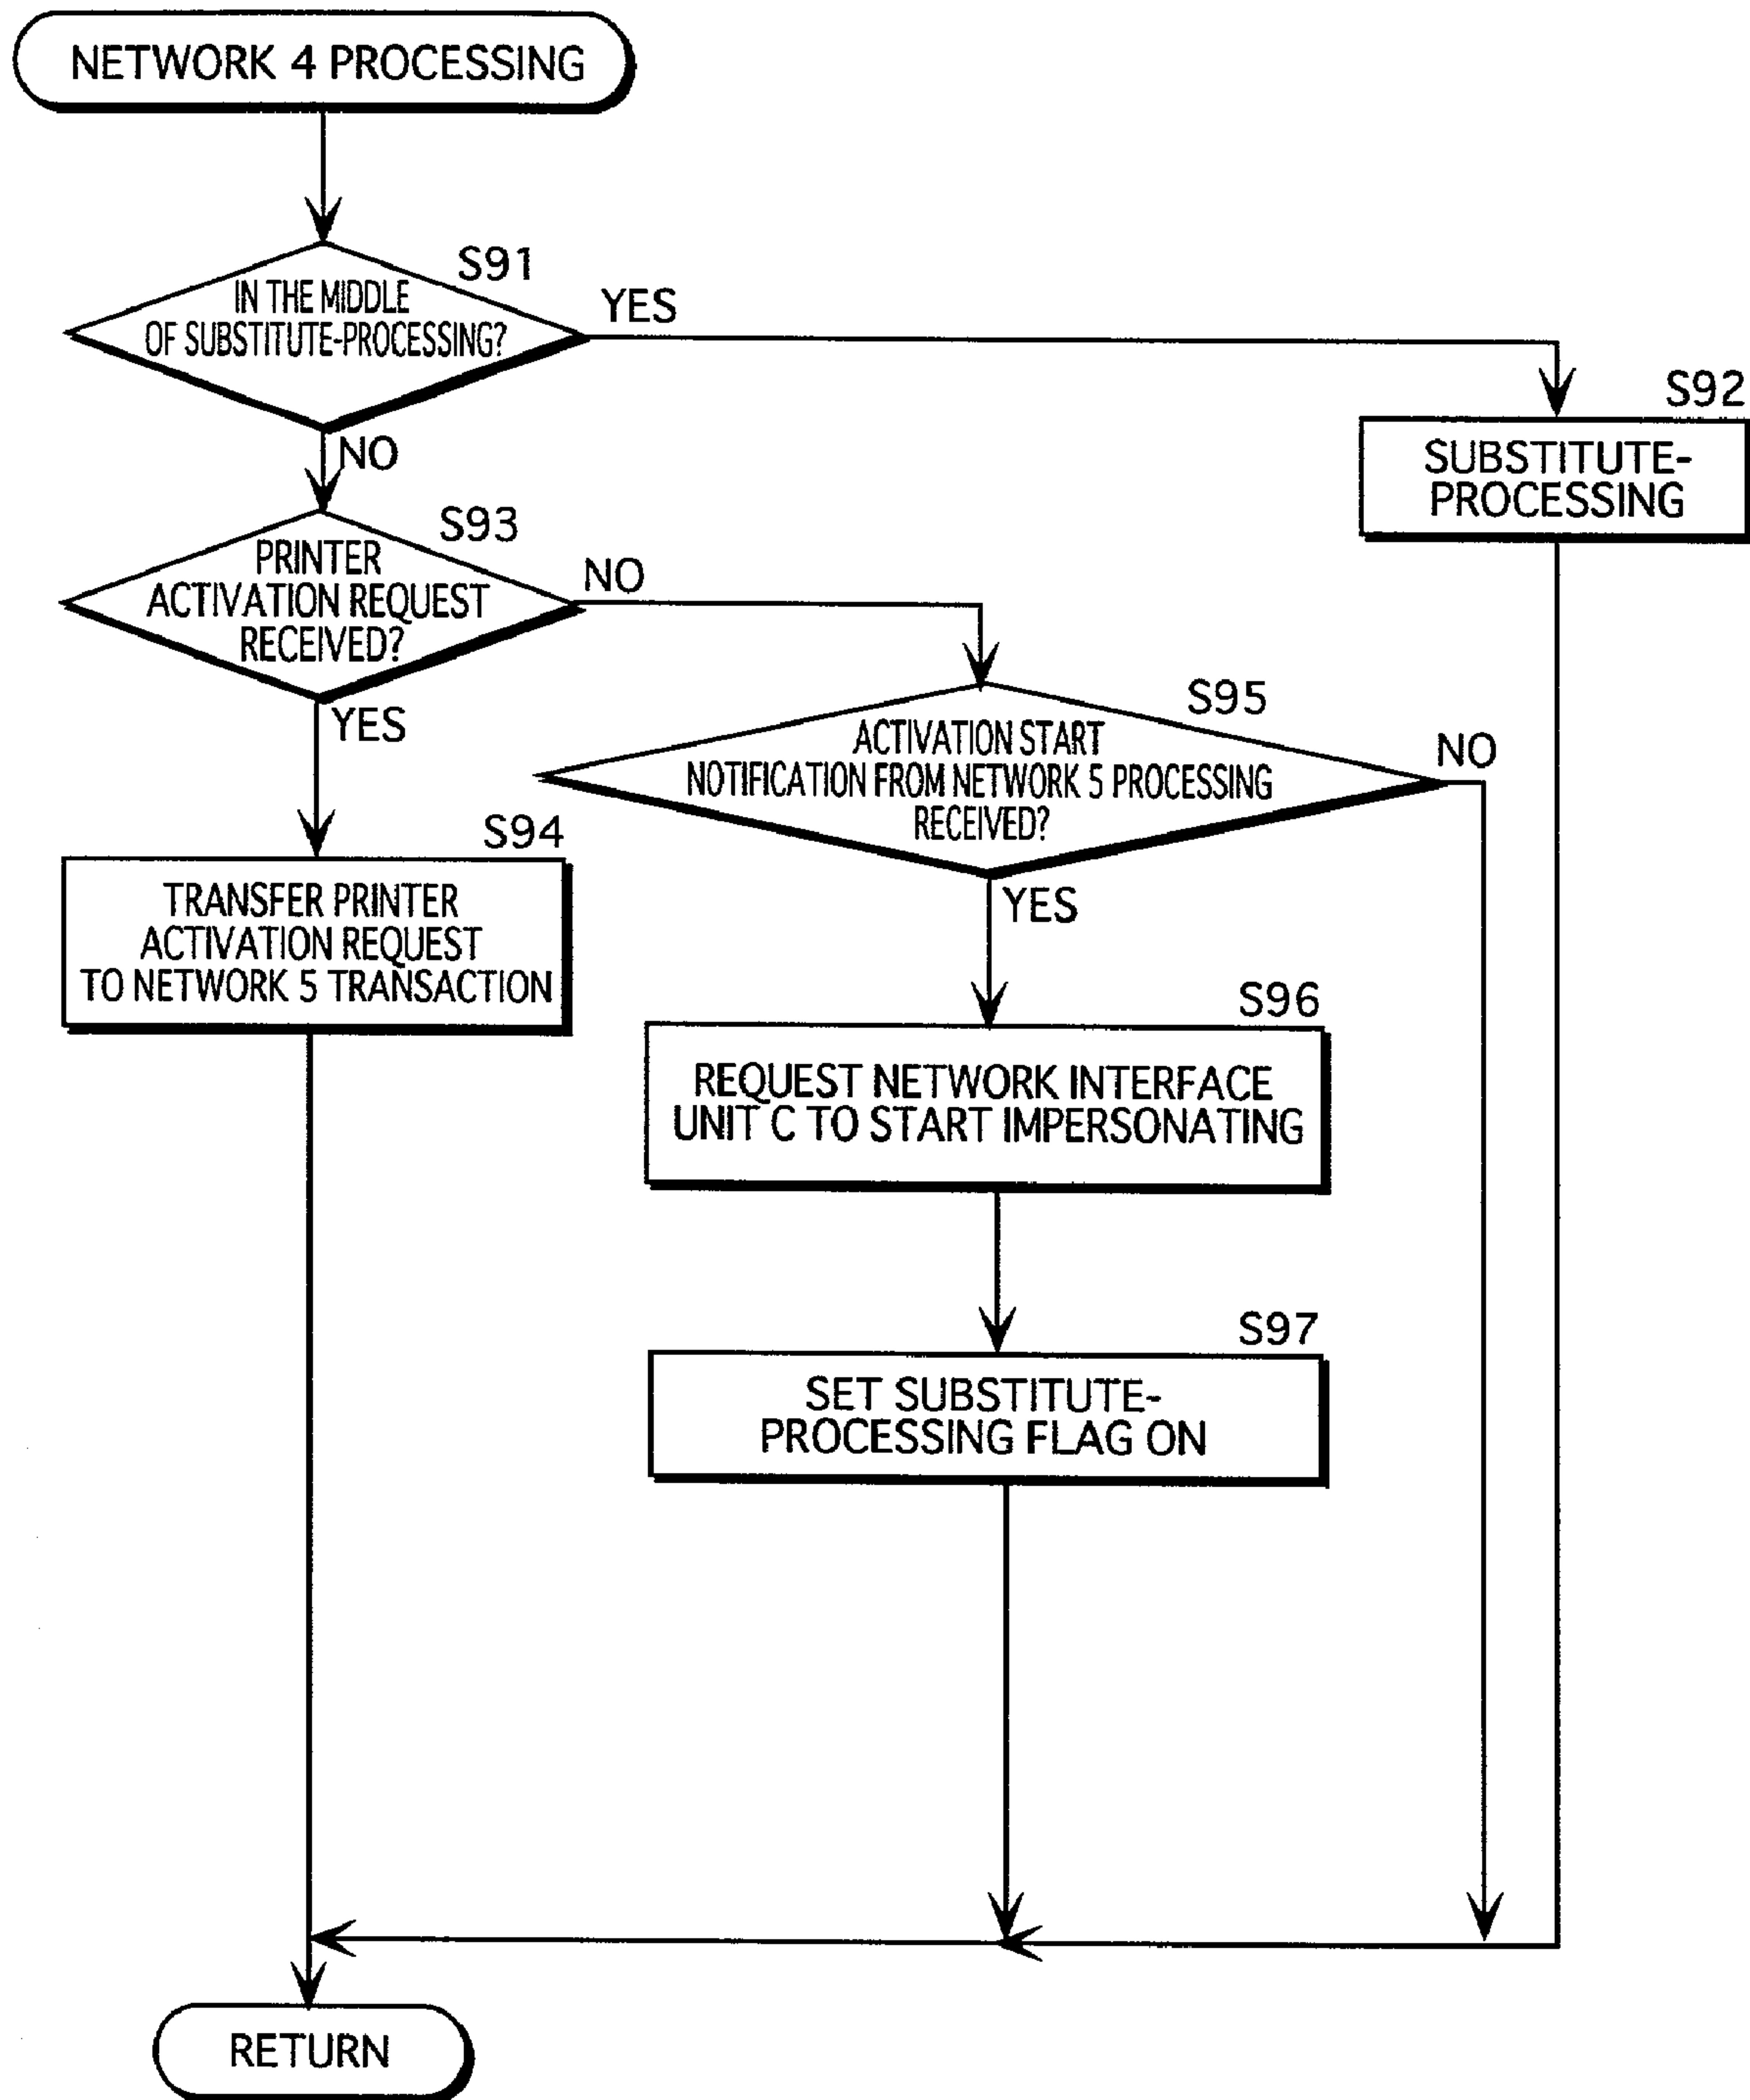 NETWORK 4 PROCESSING
S91
IN THE MIDDLE
OF SUBSTITUTE-PROCESSING?
YES
NO
S92
SUBSTITUTE-
PROCESSING
S93
PRINTER
ACTIVATION REQUEST
RECEIVED?
NO
YES
S95
ACTIVATION START
NOTIFICATION FROM NETWORK 5 PROCESSING
RECEIVED?
NO
YES
S94
TRANSFER PRINTER
ACTIVATION REQUEST
TO NETWORK 5 TRANSACTION
S96
REQUEST NETWORK INTERFACE
UNIT C TO START IMPERSONATING
S97
SET SUBSTITUTE-
PROCESSING FLAG ON
RETURN